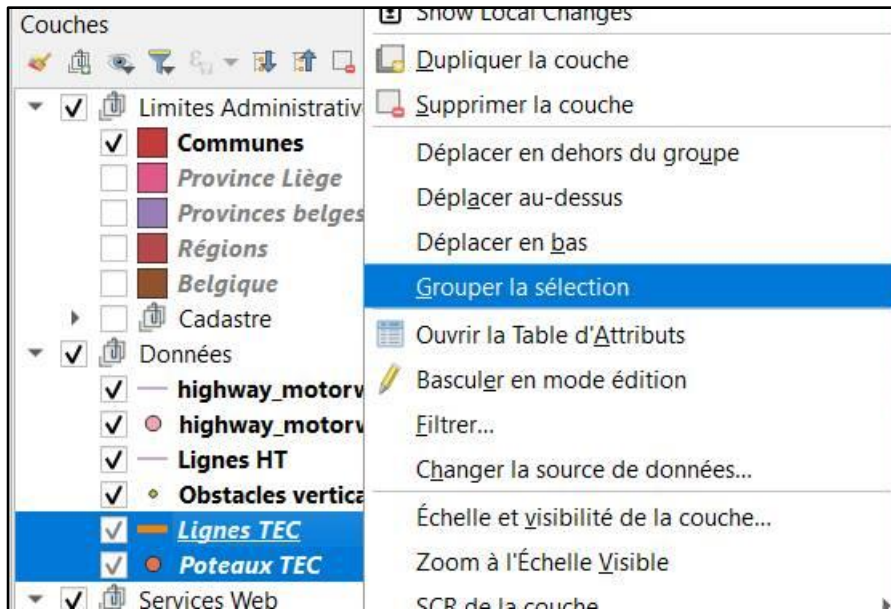 Couches
Limites Administrativ
Communes
Province Liège
Provinces belges
Régions
Belgique
Cadastre
Données
highway_motorw
highway_motorw
Lignes HT
Obstacles vertica
Lignes TEC
Poteaux TEC
Services Web
Show Local Changes
Dupliquer la couche
Supprimer la couche
Déplacer en dehors du groupe
Déplacer au-dessus
Déplacer en bas
Grouper la sélection
Ouvrir la Table d'Attributs
Basculer en mode édition
Filtrer...
Changer la source de données...
Échelle et visibilité de la couche...
Zoom à l'Échelle Visible
SCR de la couche